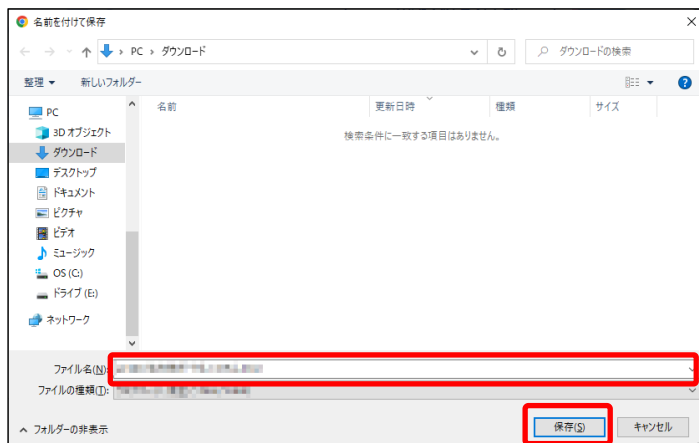 名前を付けて保存
PC › ダウンロード
ダウンロードの検索
整理 新しいフォルダー
名前 更新日時 種類 サイズ
検索条件に一致する項目はありません。
PC
3D オブジェクト
ダウンロード
デスクトップ
ドキュメント
ピクチャ
ビデオ
ミュージック
OS (C:)
ドライブ (E:)
ネットワーク
ファイル名(N):
ファイルの種類(T):
フォルダーの非表示
保存(S) キャンセル